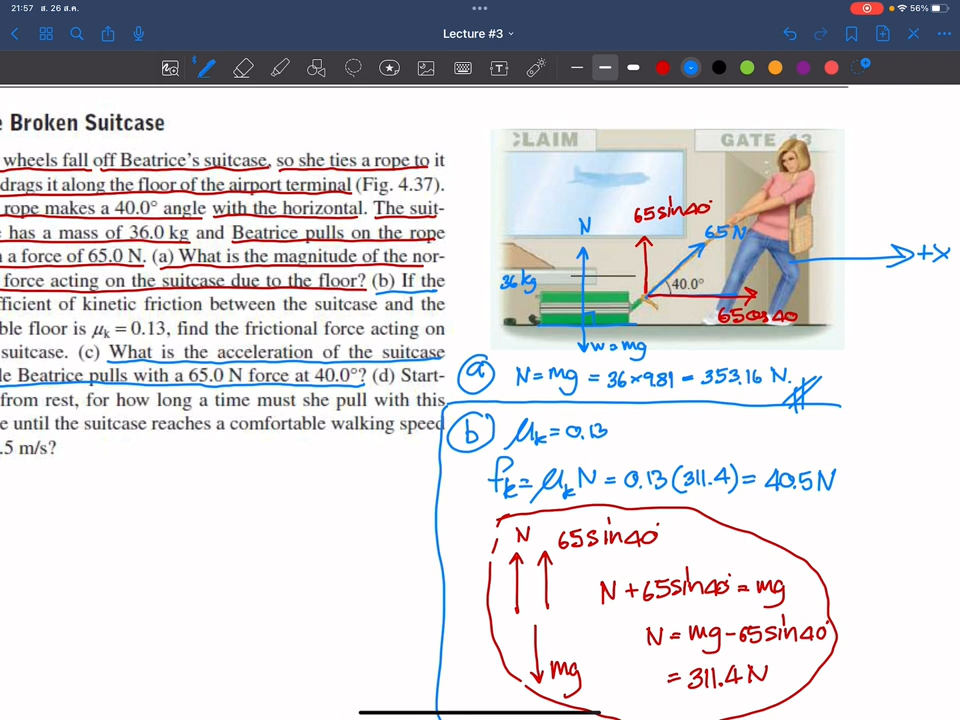 21:57 ส. 26 ส.ค.
56%
Lecture #3
e Broken Suitcase
wheels fall off Beatrice's suitcase, so she ties a rope to it
drags it along the floor of the airport terminal (Fig. 4.37).
rope makes a 40.0° angle with the horizontal. The suit-
e has a mass of 36.0 kg and Beatrice pulls on the rope
a force of 65.0 N. (a) What is the magnitude of the nor-
force acting on the suitcase due to the floor? (b) If the
fficient of kinetic friction between the suitcase and the
ble floor is μk = 0.13, find the frictional force acting on
suitcase. (c) What is the acceleration of the suitcase
le Beatrice pulls with a 65.0 N force at 40.0°? (d) Start-
from rest, for how long a time must she pull with this
e until the suitcase reaches a comfortable walking speed
.5 m/s?
CLAIM
GATE 13
65sin40°
N
65N
+x
36kg
40.0°
65cos40
w=mg
a N=mg = 36×9.81 = 353.16 N.
b μk=0.13
fk=μkN = 0.13(311.4) = 40.5N
N 65sin40°
N+65sin40°=mg
N=mg-65sin40°
mg = 311.4N